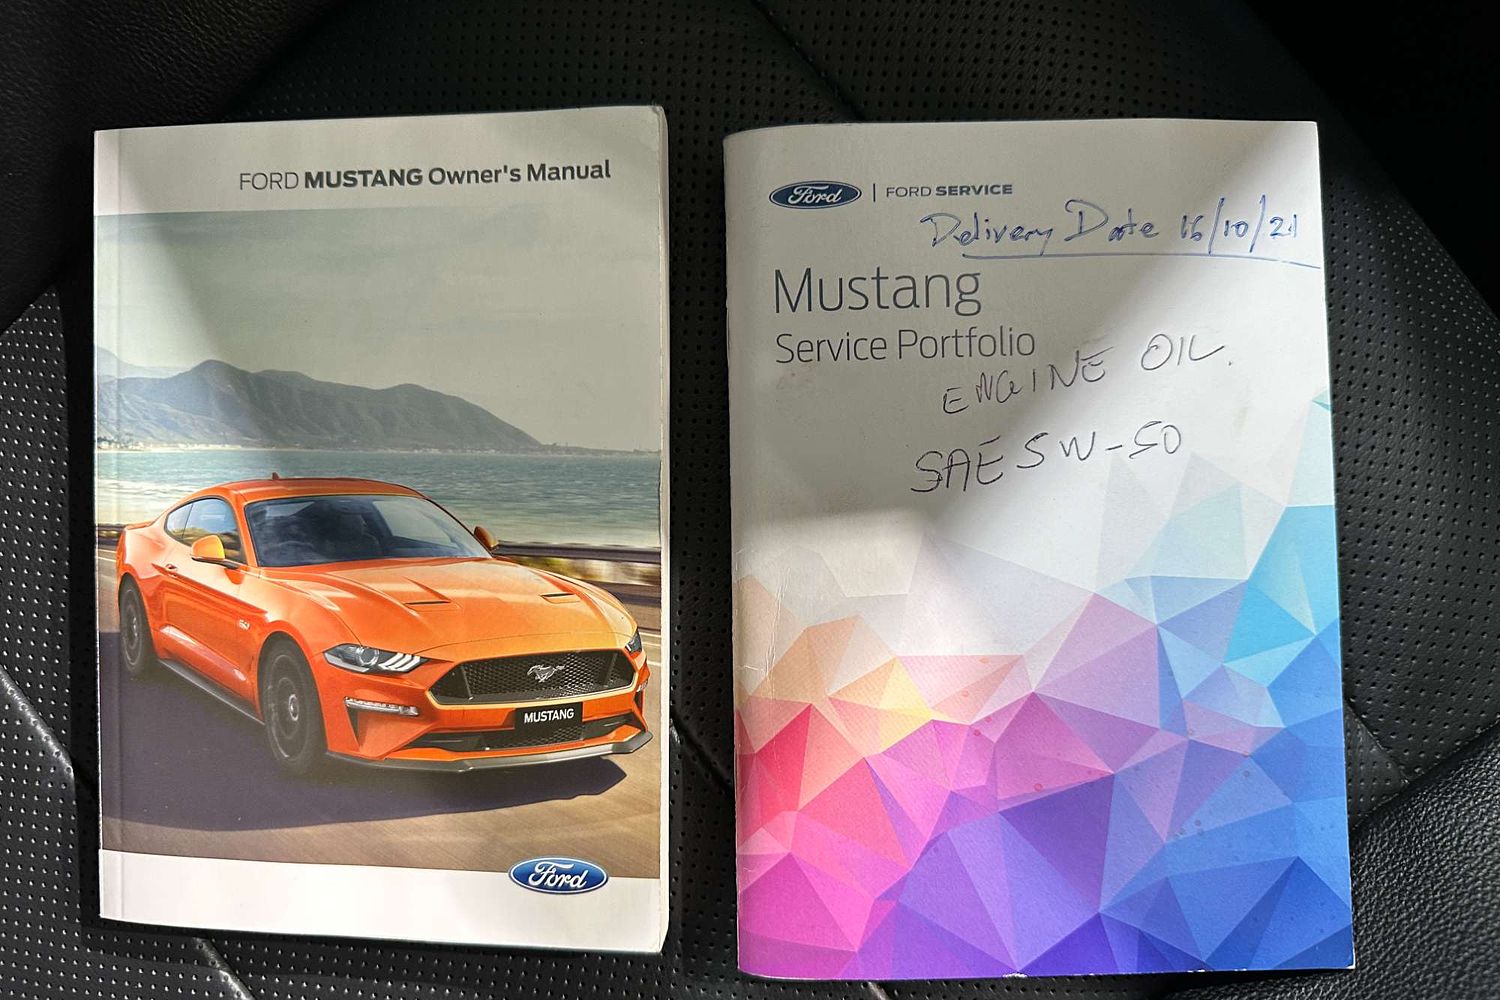 FORD MUSTANG Owner's Manual
MUSTANG
Ford
Ford | FORD SERVICE
Delivery Date 16/10/21
Mustang
Service Portfolio
ENGINE OIL.
SAE 5W-50